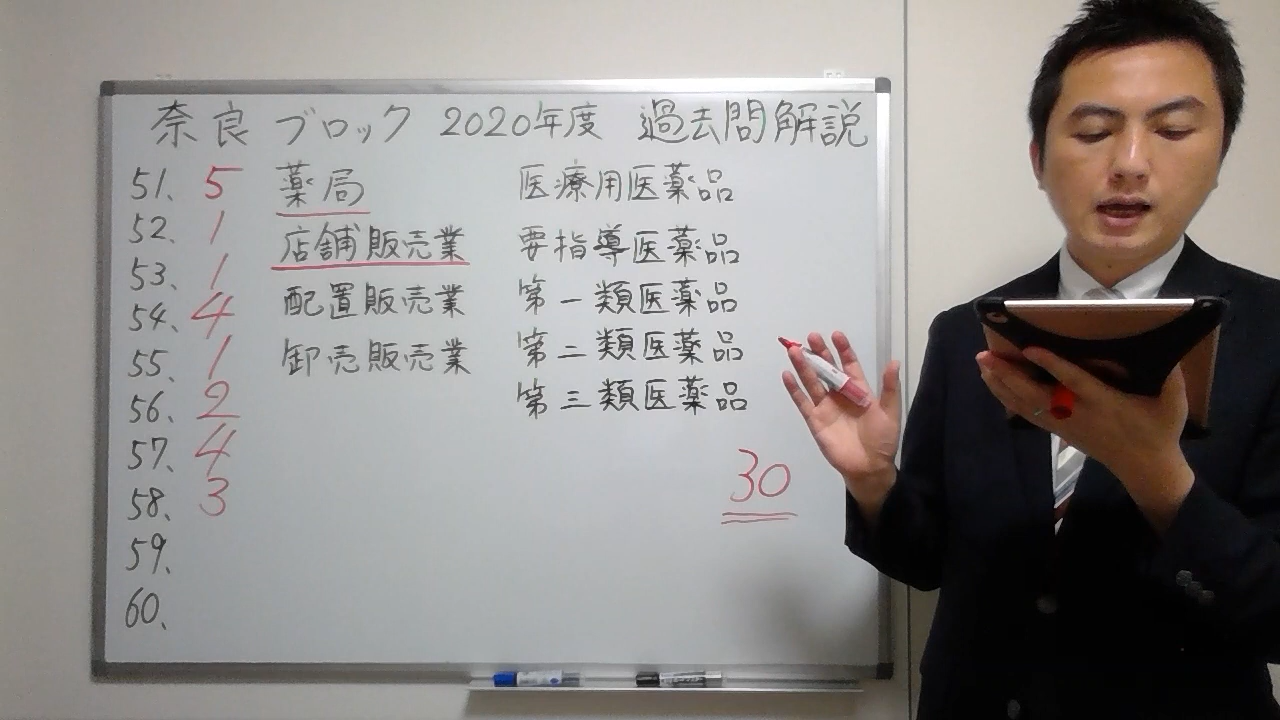 奈良ブロック 2020年度 過去問解説
51、 5 薬局 医療用医薬品
52、 1 店舗販売業 要指導医薬品
53、 1 配置販売業 第一類医薬品
54、 4
55、 1 卸売販売業 第二類医薬品
56、 2 第三類医薬品
57、 4
58、 3 30
59、
60、